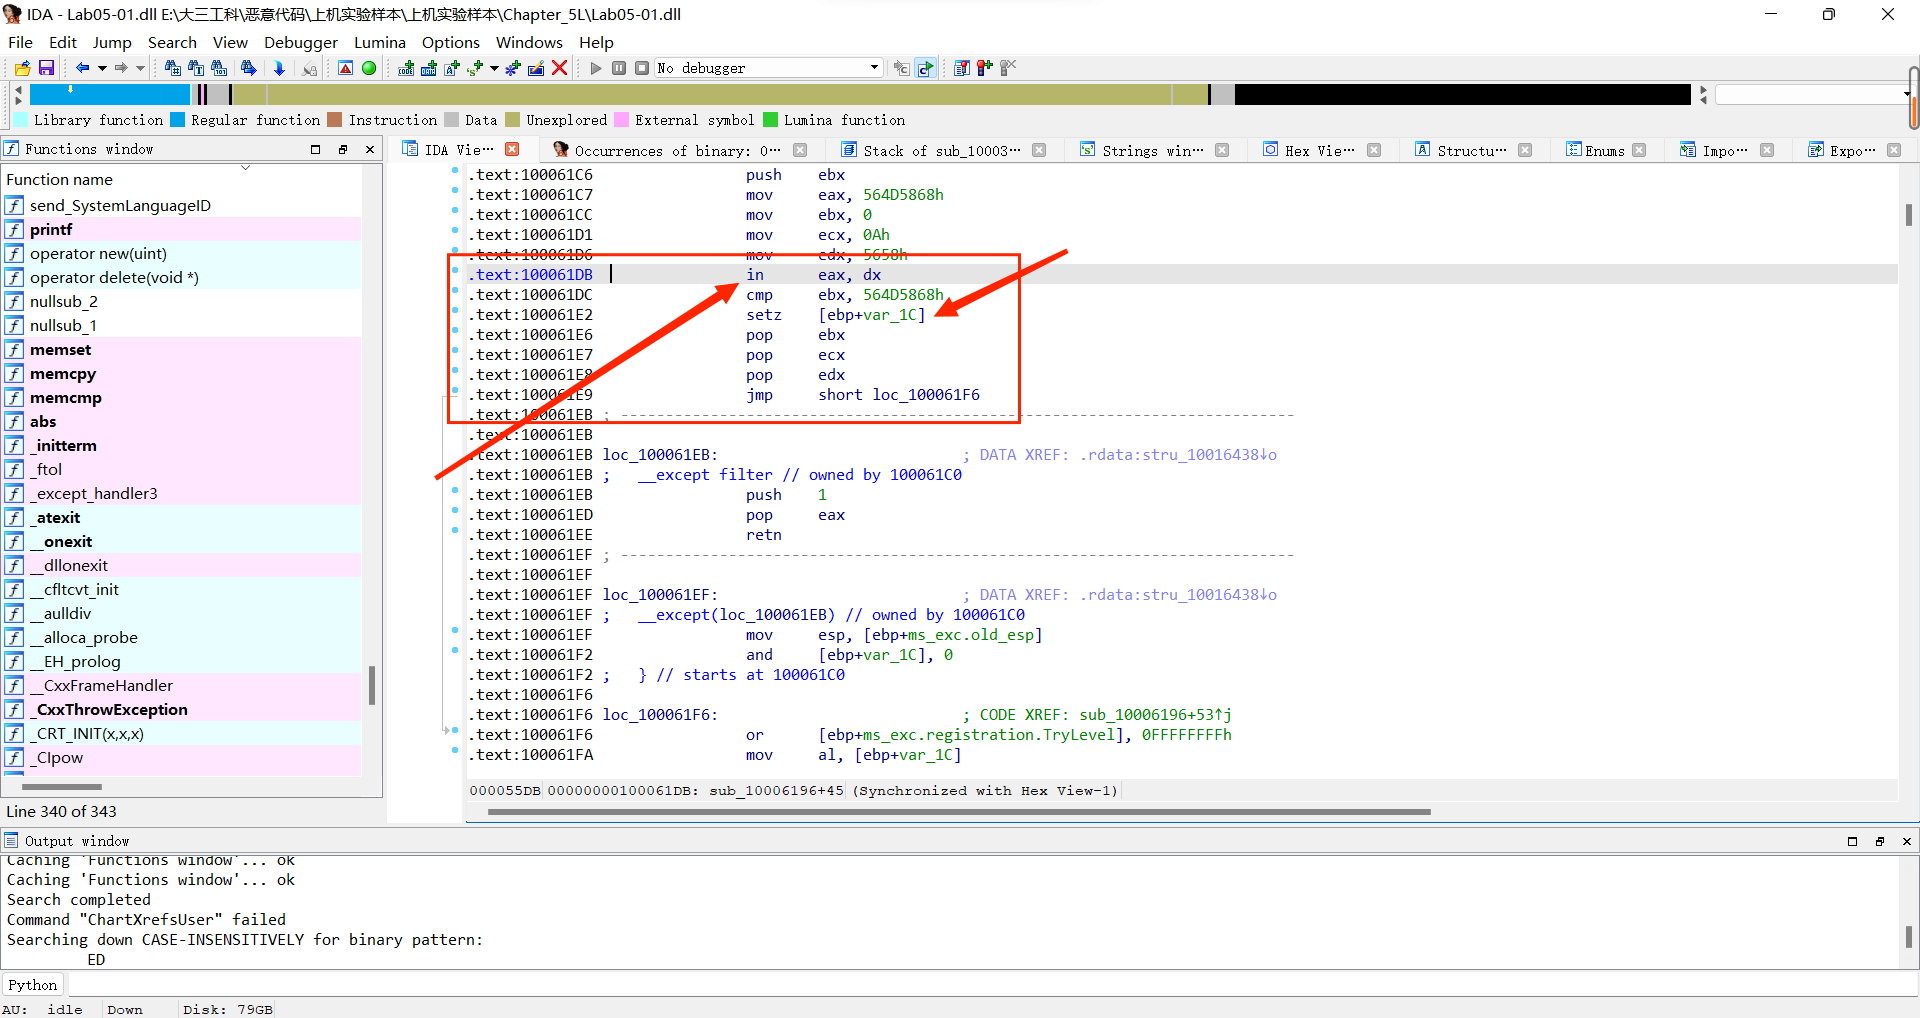 IDA - Lab05-01.dll E:\大三工科\恶意代码\上机实验样本\上机实验样本\Chapter_5L\Lab05-01.dll
File Edit Jump Search View Debugger Lumina Options Windows Help
No debugger
Library function Regular function Instruction Data Unexplored External symbol Lumina function
Functions window
IDA Vie··· Occurrences of binary: 0··· Stack of sub_10003··· Strings win··· Hex Vie··· Structu··· Enums Impo··· Expo···
Function name
send_SystemLanguageID
printf
operator new(uint)
operator delete(void *)
nullsub_2
nullsub_1
memset
memcpy
memcmp
abs
_initterm
_ftol
_except_handler3
_atexit
__onexit
__dllonexit
__cfltcvt_init
__aulldiv
__alloca_probe
__EH_prolog
__CxxFrameHandler
_CxxThrowException
_CRT_INIT(x,x,x)
_CIpow
Line 340 of 343
.text:100061C6 push ebx
.text:100061C7 mov eax, 564D5868h
.text:100061CC mov ebx, 0
.text:100061D1 mov ecx, 0Ah
.text:100061D6 mov edx, 5658h
.text:100061DB in eax, dx
.text:100061DC cmp ebx, 564D5868h
.text:100061E2 setz [ebp+var_1C]
.text:100061E6 pop ebx
.text:100061E7 pop ecx
.text:100061E8 pop edx
.text:100061E9 jmp short loc_100061F6
.text:100061EB ; ---------------------------------------------------------------------------
.text:100061EB
.text:100061EB loc_100061EB: ; DATA XREF: .rdata:stru_10016438↓o
.text:100061EB ; __except filter // owned by 100061C0
.text:100061EB push 1
.text:100061ED pop eax
.text:100061EE retn
.text:100061EF ; ---------------------------------------------------------------------------
.text:100061EF
.text:100061EF loc_100061EF: ; DATA XREF: .rdata:stru_10016438↓o
.text:100061EF ; __except(loc_100061EB) // owned by 100061C0
.text:100061EF mov esp, [ebp+ms_exc.old_esp]
.text:100061F2 and [ebp+var_1C], 0
.text:100061F2 ; } // starts at 100061C0
.text:100061F6
.text:100061F6 loc_100061F6: ; CODE XREF: sub_10006196+53↑j
.text:100061F6 or [ebp+ms_exc.registration.TryLevel], 0FFFFFFFFh
.text:100061FA mov al, [ebp+var_1C]
000055DB 00000000100061DB: sub_10006196+45 (Synchronized with Hex View-1)
Output window
Caching 'Functions window'... ok
Caching 'Functions window'... ok
Search completed
Command "ChartXrefsUser" failed
Searching down CASE-INSENSITIVELY for binary pattern:
ED
Python
AU: idle Down Disk: 79GB